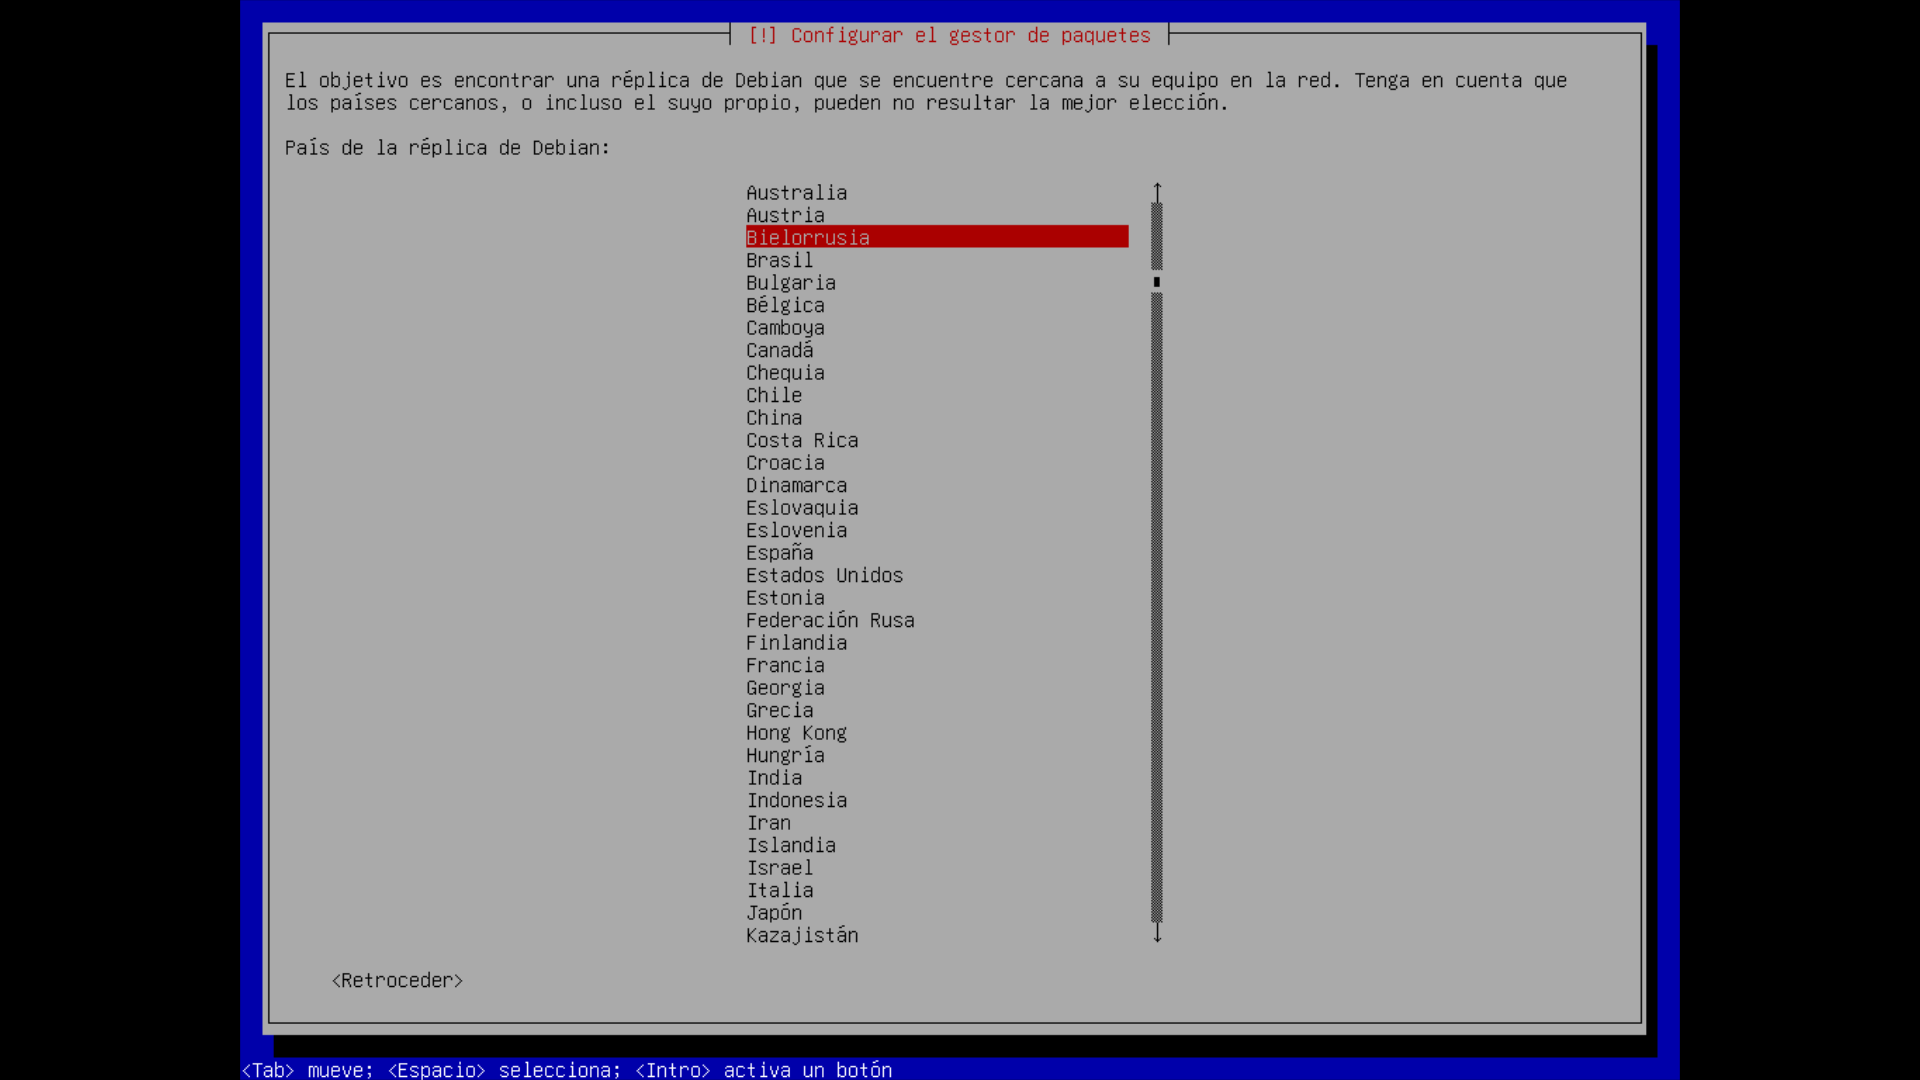 [!] Configurar el gestor de paquetes
El objetivo es encontrar una réplica de Debian que se encuentre cercana a su equipo en la red. Tenga en cuenta que
los países cercanos, o incluso el suyo propio, pueden no resultar la mejor elección.
País de la réplica de Debian:
Australia
Austria
Bielorrusia
Brasil
Bulgaria
Bélgica
Camboya
Canadá
Chequia
Chile
China
Costa Rica
Croacia
Dinamarca
Eslovaquia
Eslovenia
España
Estados Unidos
Estonia
Federación Rusa
Finlandia
Francia
Georgia
Grecia
Hong Kong
Hungría
India
Indonesia
Iran
Islandia
Israel
Italia
Japón
Kazajistán
<Retroceder>
<Tab> mueve; <Espacio> selecciona; <Intro> activa un botón